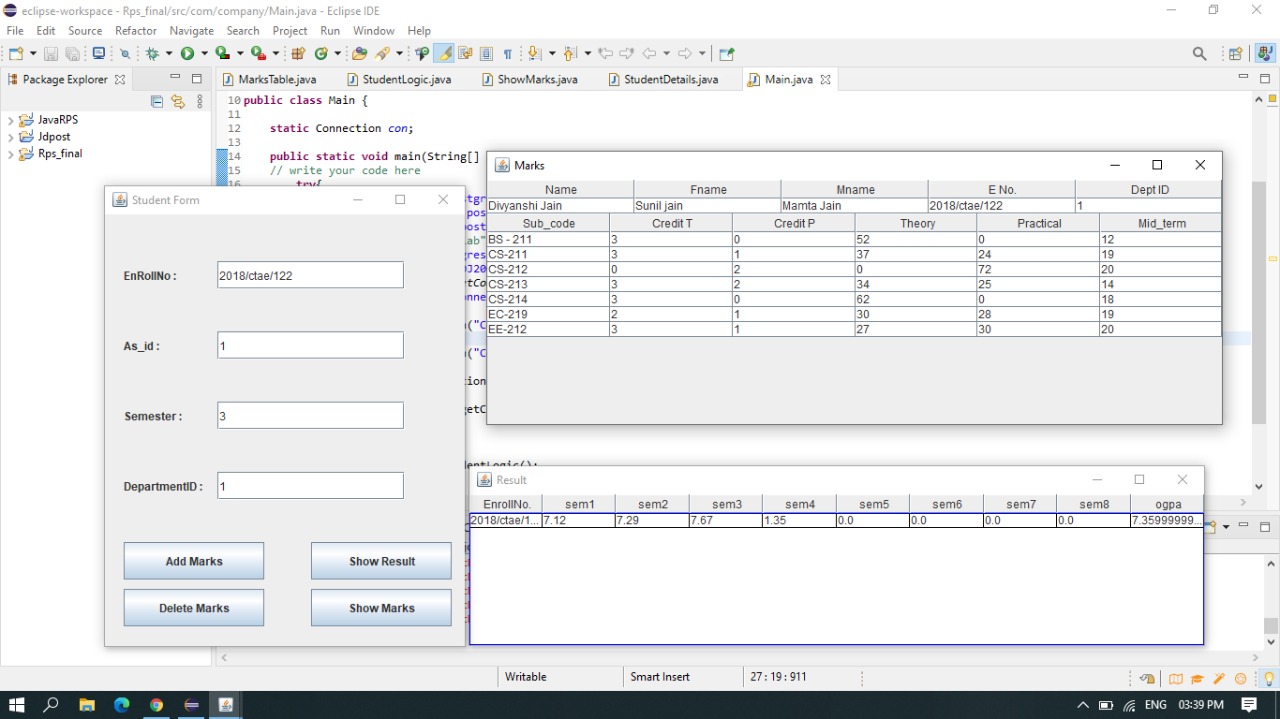 eclipse-workspace - Rps_final/src/com/company/Main.java - Eclipse IDE
File Edit Source Refactor Navigate Search Project Run Window Help
Package Explorer
MarksTable.java StudentLogic.java ShowMarks.java StudentDetails.java Main.java
JavaRPS
Jdpost
Rps_final
10 public class Main {
11
12 static Connection con;
13
14 public static void main(String[]
15 // write your code here
16 try{
Student Form
EnRollNo : 2018/ctae/122
As_id : 1
Semester : 3
DepartmentID : 1
Add Marks Show Result
Delete Marks Show Marks
Marks
Name Fname Mname E No. Dept ID
Divyanshi Jain Sunil jain Mamta Jain 2018/ctae/122 1
Sub_code Credit T Credit P Theory Practical Mid_term
BS - 211 3 0 52 0 12
CS-211 3 1 37 24 19
CS-212 0 2 0 72 20
CS-213 3 2 34 25 14
CS-214 3 0 62 0 18
EC-219 2 1 30 28 19
EE-212 3 1 27 30 20
Result
EnrollNo. sem1 sem2 sem3 sem4 sem5 sem6 sem7 sem8 ogpa
2018/ctae/1... 7.12 7.29 7.67 1.35 0.0 0.0 0.0 0.0 7.35999999...
Writable Smart Insert 27 : 19 : 911
ENG 03:39 PM